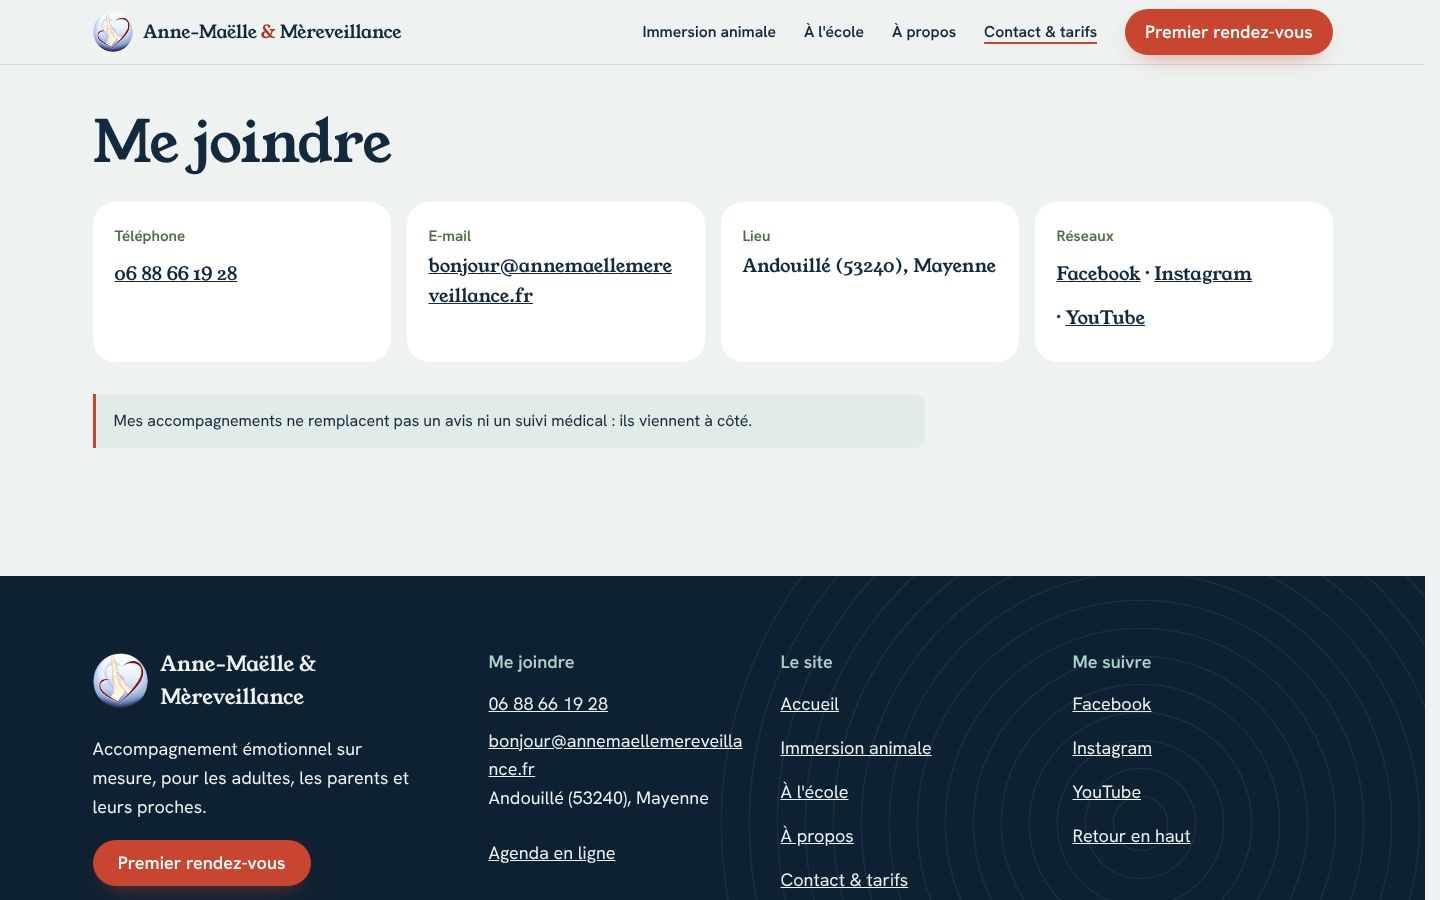 Anne-Maëlle & Mèreveillance
Immersion animale
À l'école
À propos
Contact & tarifs
Premier rendez-vous
Me joindre
Téléphone
06 88 66 19 28
E-mail
bonjour@annemaellemere
veillance.fr
Lieu
Andouillé (53240), Mayenne
Réseaux
Facebook · Instagram
· YouTube
Mes accompagnements ne remplacent pas un avis ni un suivi médical : ils viennent à côté.
Anne-Maëlle &
Mèreveillance
Accompagnement émotionnel sur
mesure, pour les adultes, les parents et
leurs proches.
Premier rendez-vous
Me joindre
06 88 66 19 28
bonjour@annemaellemereveilla
nce.fr
Andouillé (53240), Mayenne
Agenda en ligne
Le site
Accueil
Immersion animale
À l'école
À propos
Contact & tarifs
Me suivre
Facebook
Instagram
YouTube
Retour en haut